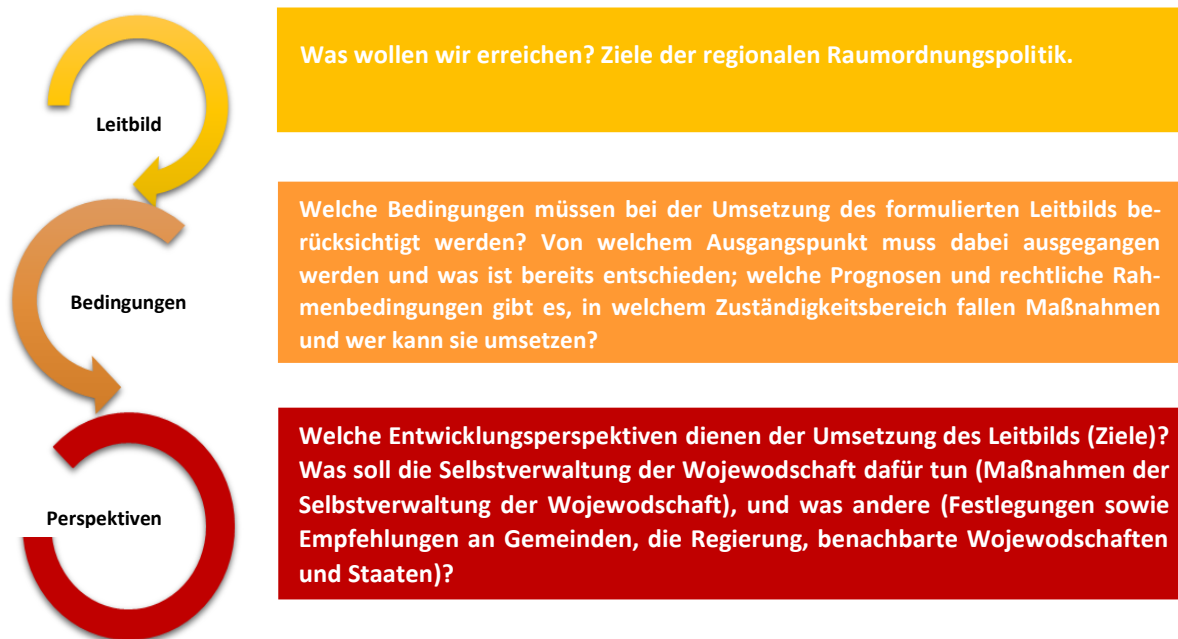 Leitbild
Was wollen wir erreichen? Ziele der regionalen Raumordnungspolitik.
Bedingungen
Welche Bedingungen müssen bei der Umsetzung des formulierten Leitbilds be-
rücksichtigt werden? Von welchem Ausgangspunkt muss dabei ausgegangen
werden und was ist bereits entschieden; welche Prognosen und rechtliche Rah-
menbedingungen gibt es, in welchem Zuständigkeitsbereich fallen Maßnahmen
und wer kann sie umsetzen?
Perspektiven
Welche Entwicklungsperspektiven dienen der Umsetzung des Leitbilds (Ziele)?
Was soll die Selbstverwaltung der Wojewodschaft dafür tun (Maßnahmen der
Selbstverwaltung der Wojewodschaft), und was andere (Festlegungen sowie
Empfehlungen an Gemeinden, die Regierung, benachbarte Wojewodschaften
und Staaten)?